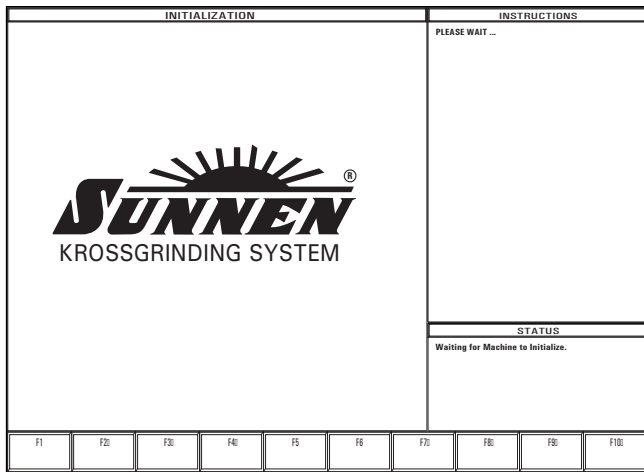 INITIALIZATION
SUNNEN®
KROSSGRINDING SYSTEM
INSTRUCTIONS
PLEASE WAIT ...
STATUS
Waiting for Machine to Initialize.
F1 F2 F3 F4 F5 F6 F7 F8 F9 F10